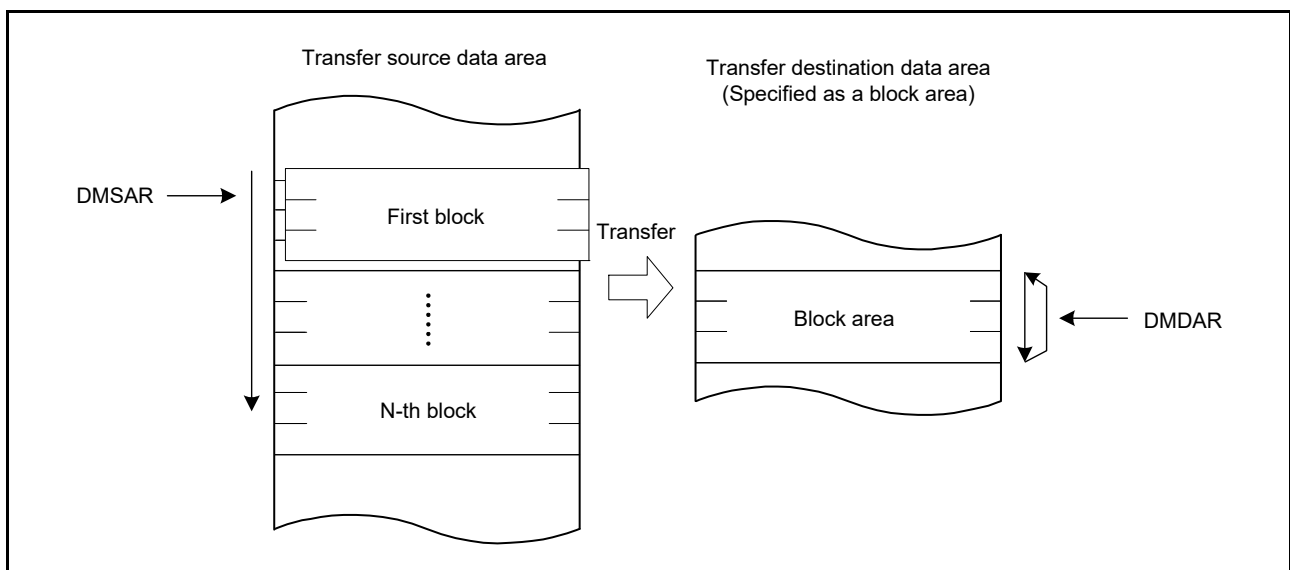 Transfer source data area
Transfer destination data area
(Specified as a block area)
DMSAR
First block
Transfer
Block area
DMDAR
N-th block